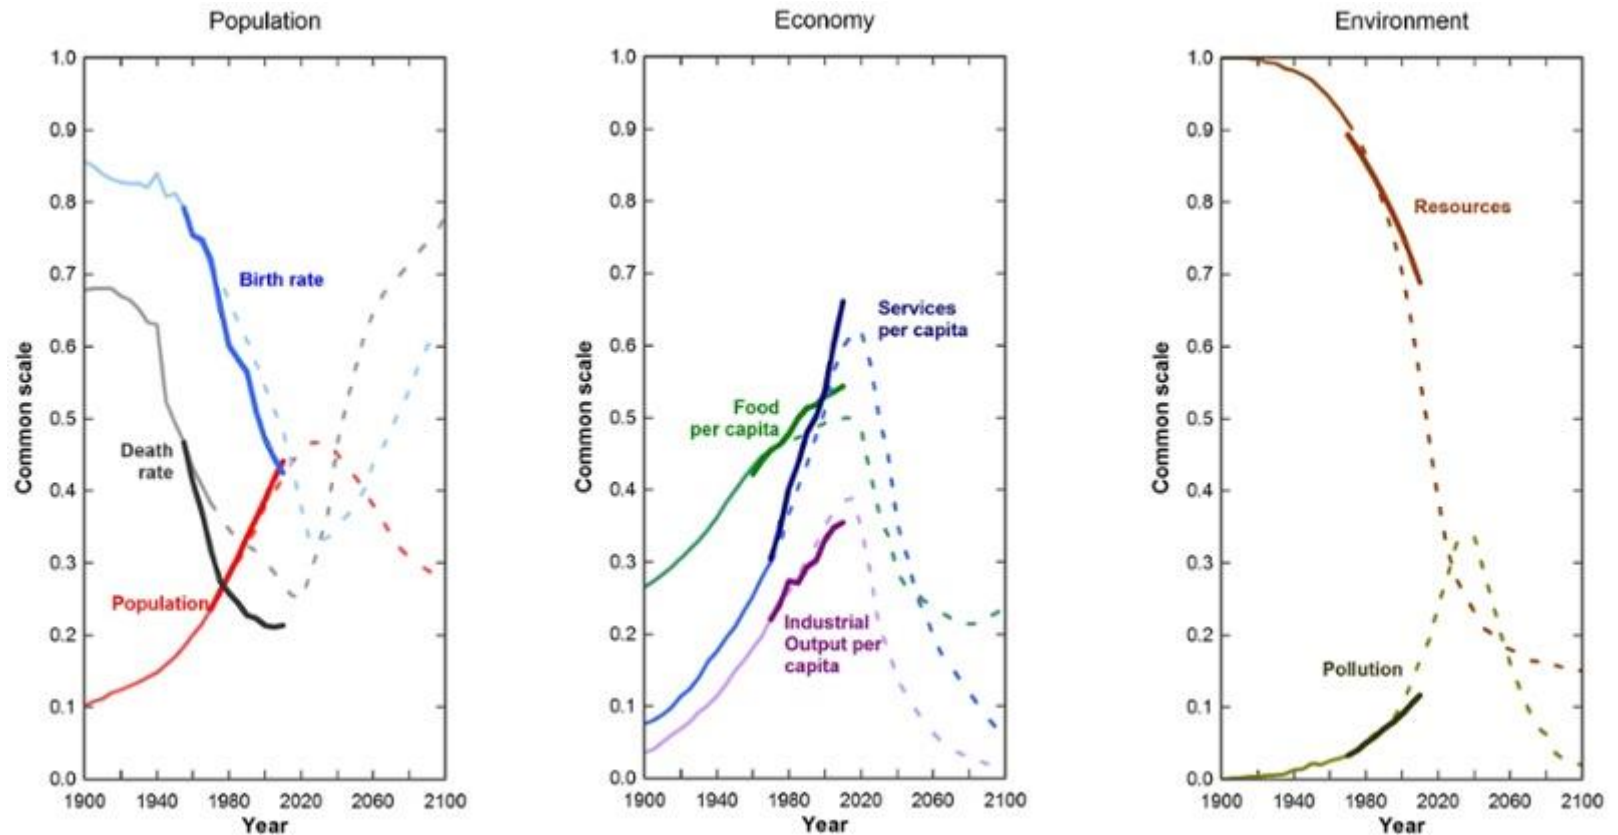 Population
1.0
0.9
0.8
0.7
0.6
0.5
0.4
0.3
0.2
0.1
0.0
Common scale
Birth rate
Death
rate
Population
1900 1940 1980 2020 2060 2100
Year
Economy
1.0
0.9
0.8
0.7
0.6
0.5
0.4
0.3
0.2
0.1
0.0
Common scale
Services
per capita
Food
per capita
Industrial
Output per
capita
1900 1940 1980 2020 2060 2100
Year
Environment
1.0
0.9
0.8
0.7
0.6
0.5
0.4
0.3
0.2
0.1
0.0
Common scale
Resources
Pollution
1900 1940 1980 2020 2060 2100
Year